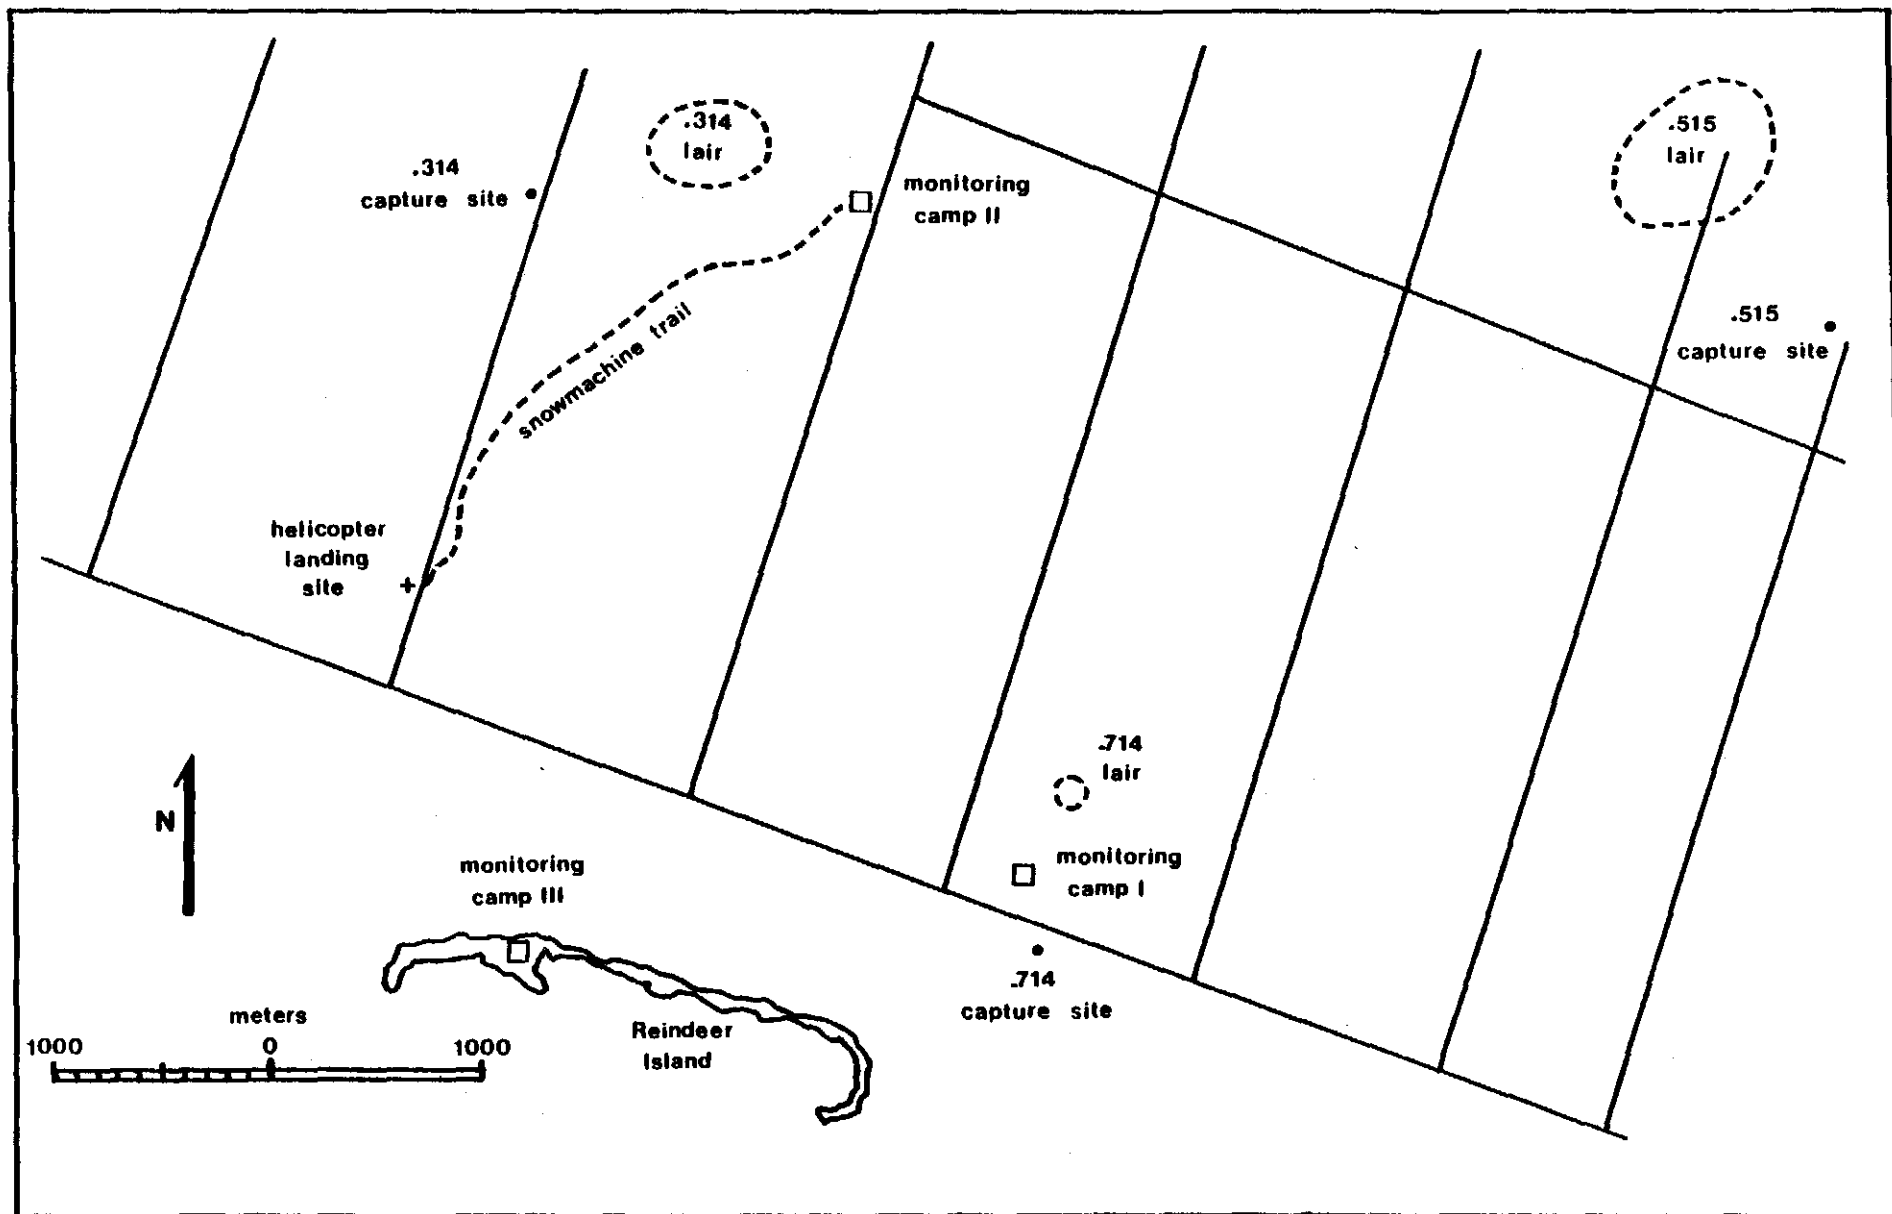 .314
lair
.515
lair
.314
capture site
monitoring
camp II
.515
capture site
snowmachine trail
helicopter
landing
site
.714
lair
N
monitoring
camp III
monitoring
camp I
.714
capture site
meters
1000 0 1000
Reindeer
Island